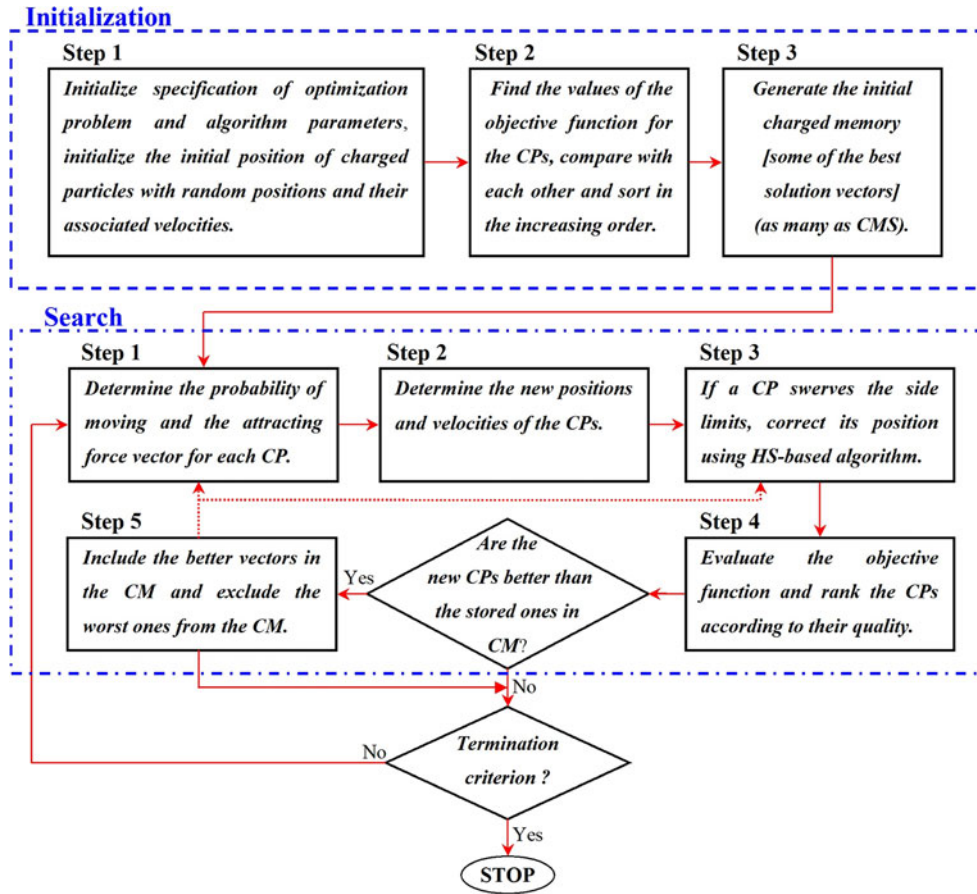 Initialization
Step 1
Initialize specification of optimization
problem and algorithm parameters,
initialize the initial position of charged
particles with random positions and their
associated velocities.
Step 2
Find the values of the
objective function for
the CPs, compare with
each other and sort in
the increasing order.
Step 3
Generate the initial
charged memory
[some of the best
solution vectors]
(as many as CMS).
Search
Step 1
Determine the probability of
moving and the attracting
force vector for each CP.
Step 2
Determine the new positions
and velocities of the CPs.
Step 3
If a CP swerves the side
limits, correct its position
using HS-based algorithm.
Step 4
Evaluate the objective
function and rank the CPs
according to their quality.
Are the
new CPs better than
the stored ones in
CM?
Yes
Step 5
Include the better vectors in
the CM and exclude the
worst ones from the CM.
No
Termination
criterion ?
No
Yes
STOP